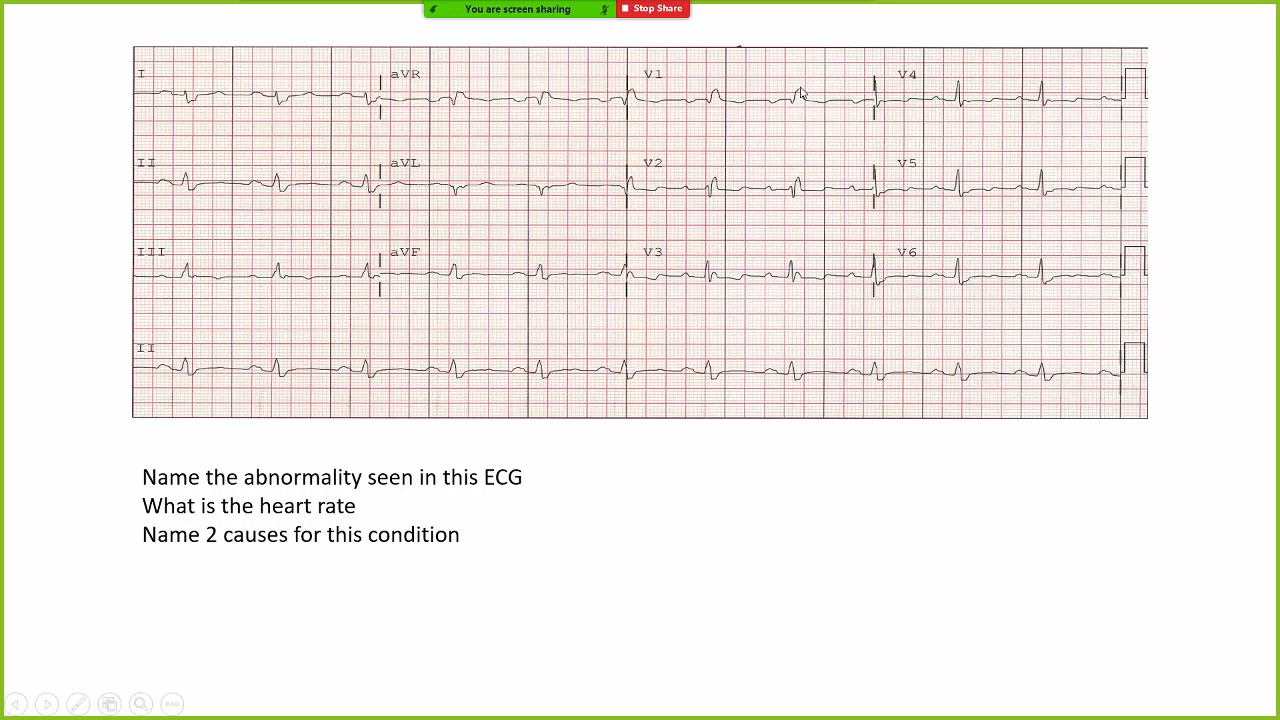 You are screen sharing Stop Share
I aVR V1 V4
II aVL V2 V5
III aVF V3 V6
II
Name the abnormality seen in this ECG
What is the heart rate
Name 2 causes for this condition